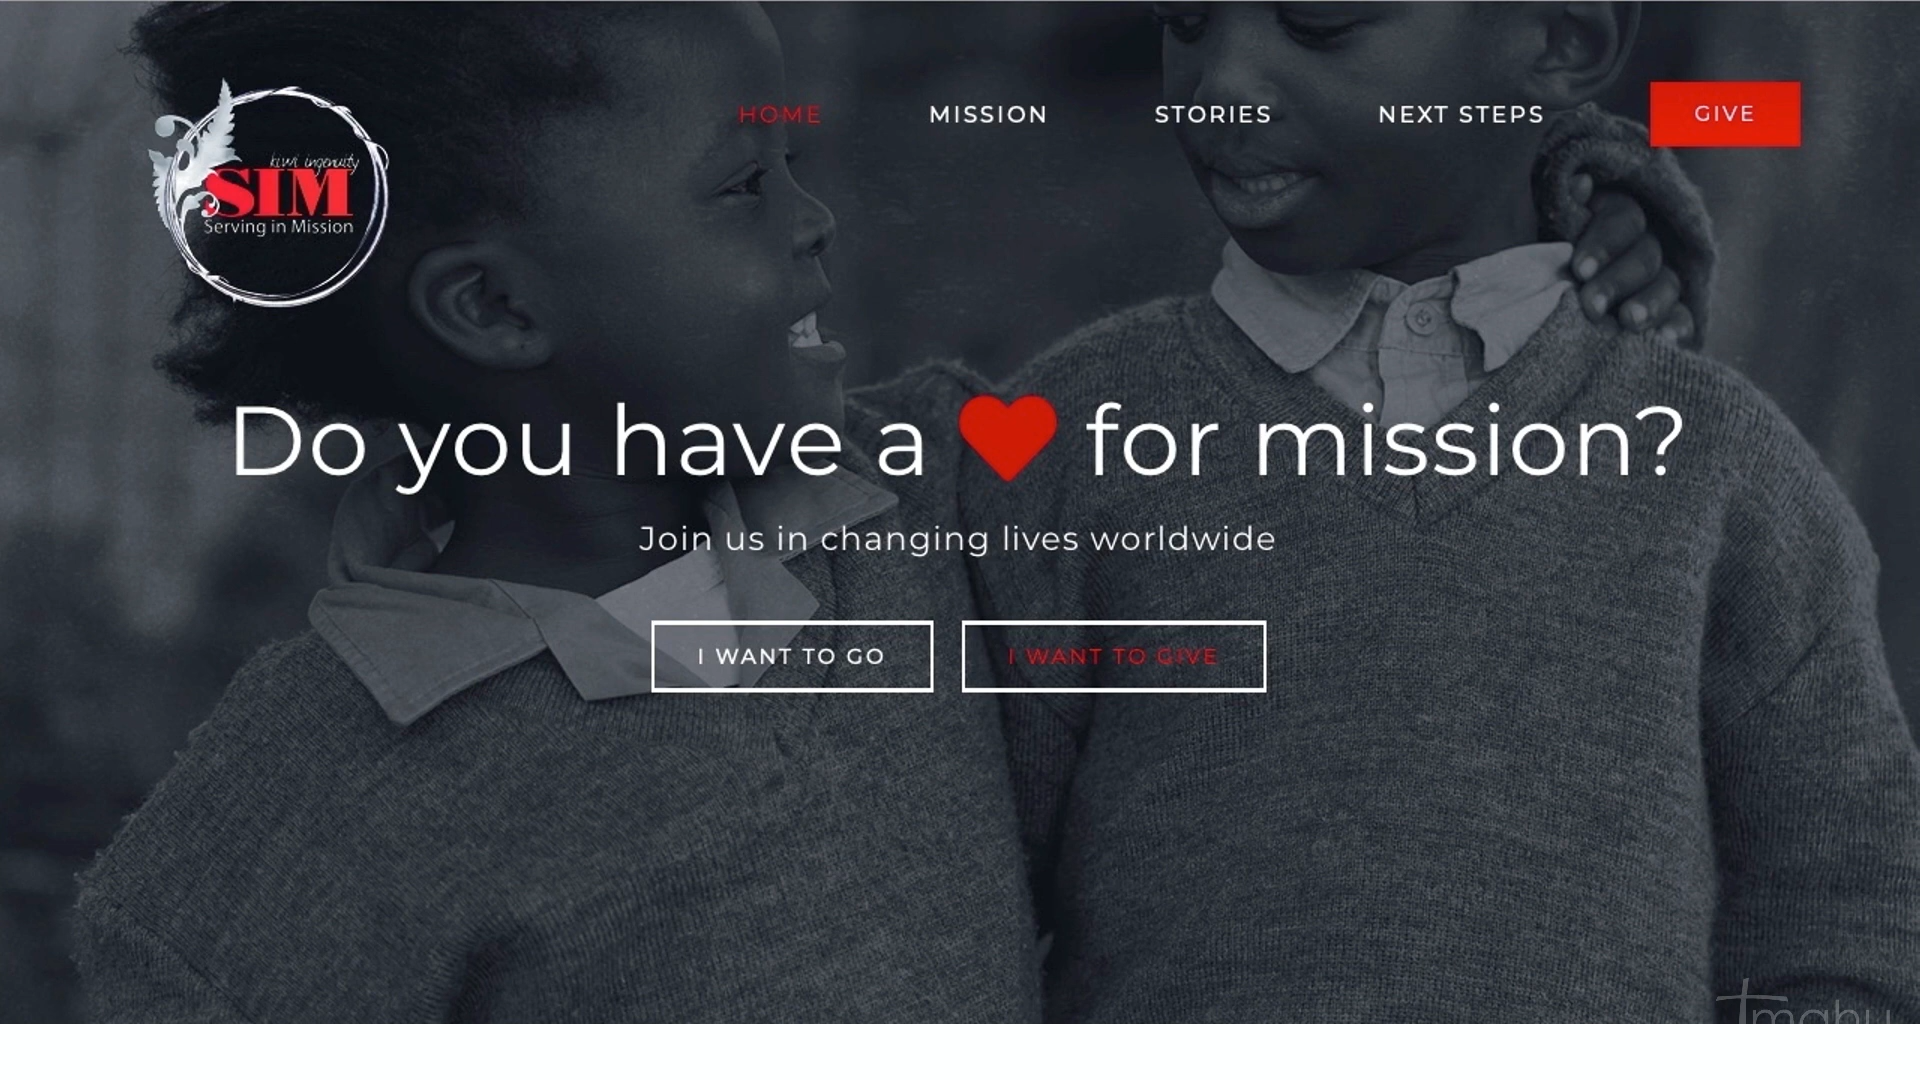 HOME MISSION STORIES NEXT STEPS GIVE
kiwi ingenuity
SIM
Serving in Mission
Do you have a for mission?
Join us in changing lives worldwide
I WANT TO GO I WANT TO GIVE